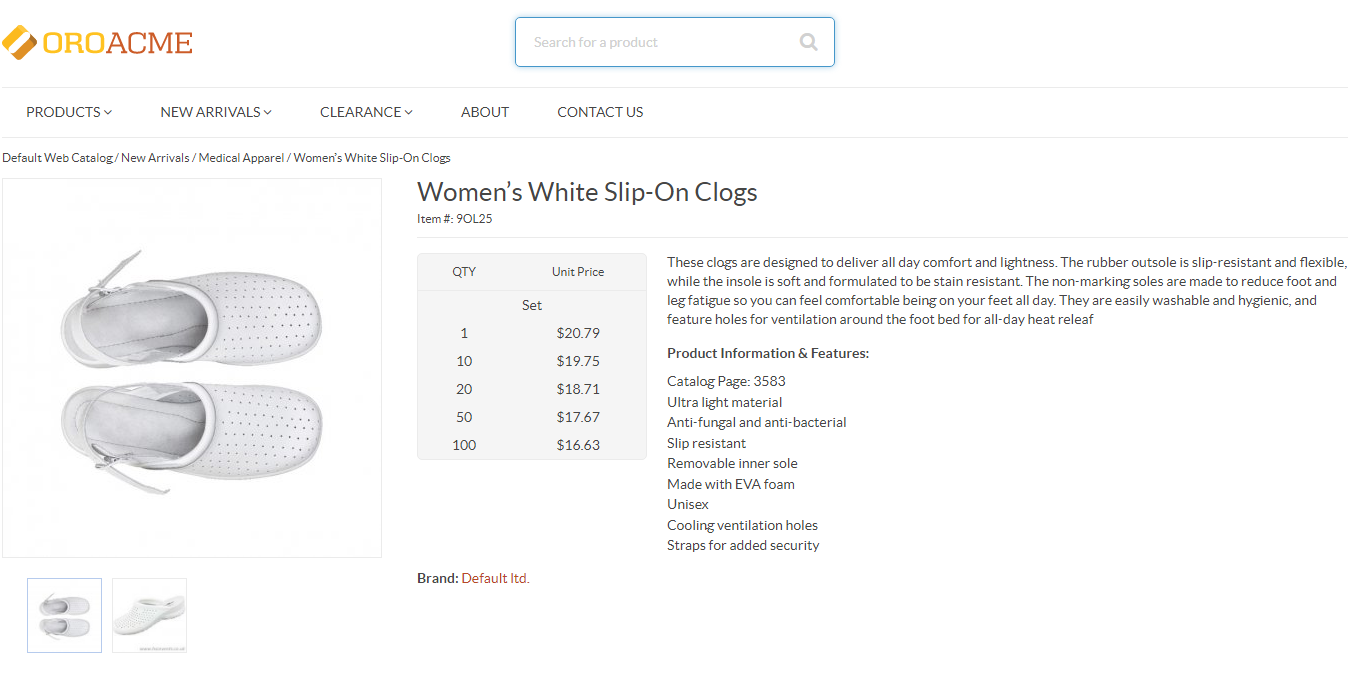 OROACME
Search for a product
PRODUCTS
NEW ARRIVALS
CLEARANCE
ABOUT
CONTACT US
Default Web Catalog / New Arrivals / Medical Apparel / Women’s White Slip-On Clogs
Women’s White Slip-On Clogs
Item #: 9OL25
QTY Unit Price
Set
1 $20.79
10 $19.75
20 $18.71
50 $17.67
100 $16.63
These clogs are designed to deliver all day comfort and lightness. The rubber outsole is slip-resistant and flexible,
while the insole is soft and formulated to be stain resistant. The non-marking soles are made to reduce foot and
leg fatigue so you can feel comfortable being on your feet all day. They are easily washable and hygienic, and
feature holes for ventilation around the foot bed for all-day heat releaf
Product Information & Features:
Catalog Page: 3583
Ultra light material
Anti-fungal and anti-bacterial
Slip resistant
Removable inner sole
Made with EVA foam
Unisex
Cooling ventilation holes
Straps for added security
Brand: Default ltd.